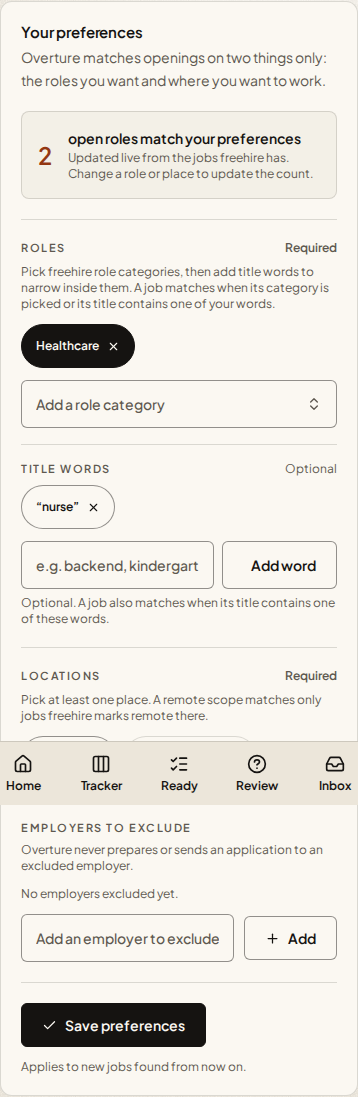 Your preferences
Overture matches openings on two things only:
the roles you want and where you want to work.
2
open roles match your preferences
Updated live from the jobs freehire has.
Change a role or place to update the count.
ROLES
Required
Pick freehire role categories, then add title words to
narrow inside them. A job matches when its category is
picked or its title contains one of your words.
Healthcare
Add a role category
TITLE WORDS
Optional
"nurse"
e.g. backend, kindergart
Add word
Optional. A job also matches when its title contains one
of these words.
LOCATIONS
Required
Pick at least one place. A remote scope matches only
jobs freehire marks remote there.
Home
Tracker
Ready
Review
Inbox
EMPLOYERS TO EXCLUDE
Overture never prepares or sends an application to an
excluded employer.
No employers excluded yet.
Add an employer to exclude
Add
Save preferences
Applies to new jobs found from now on.